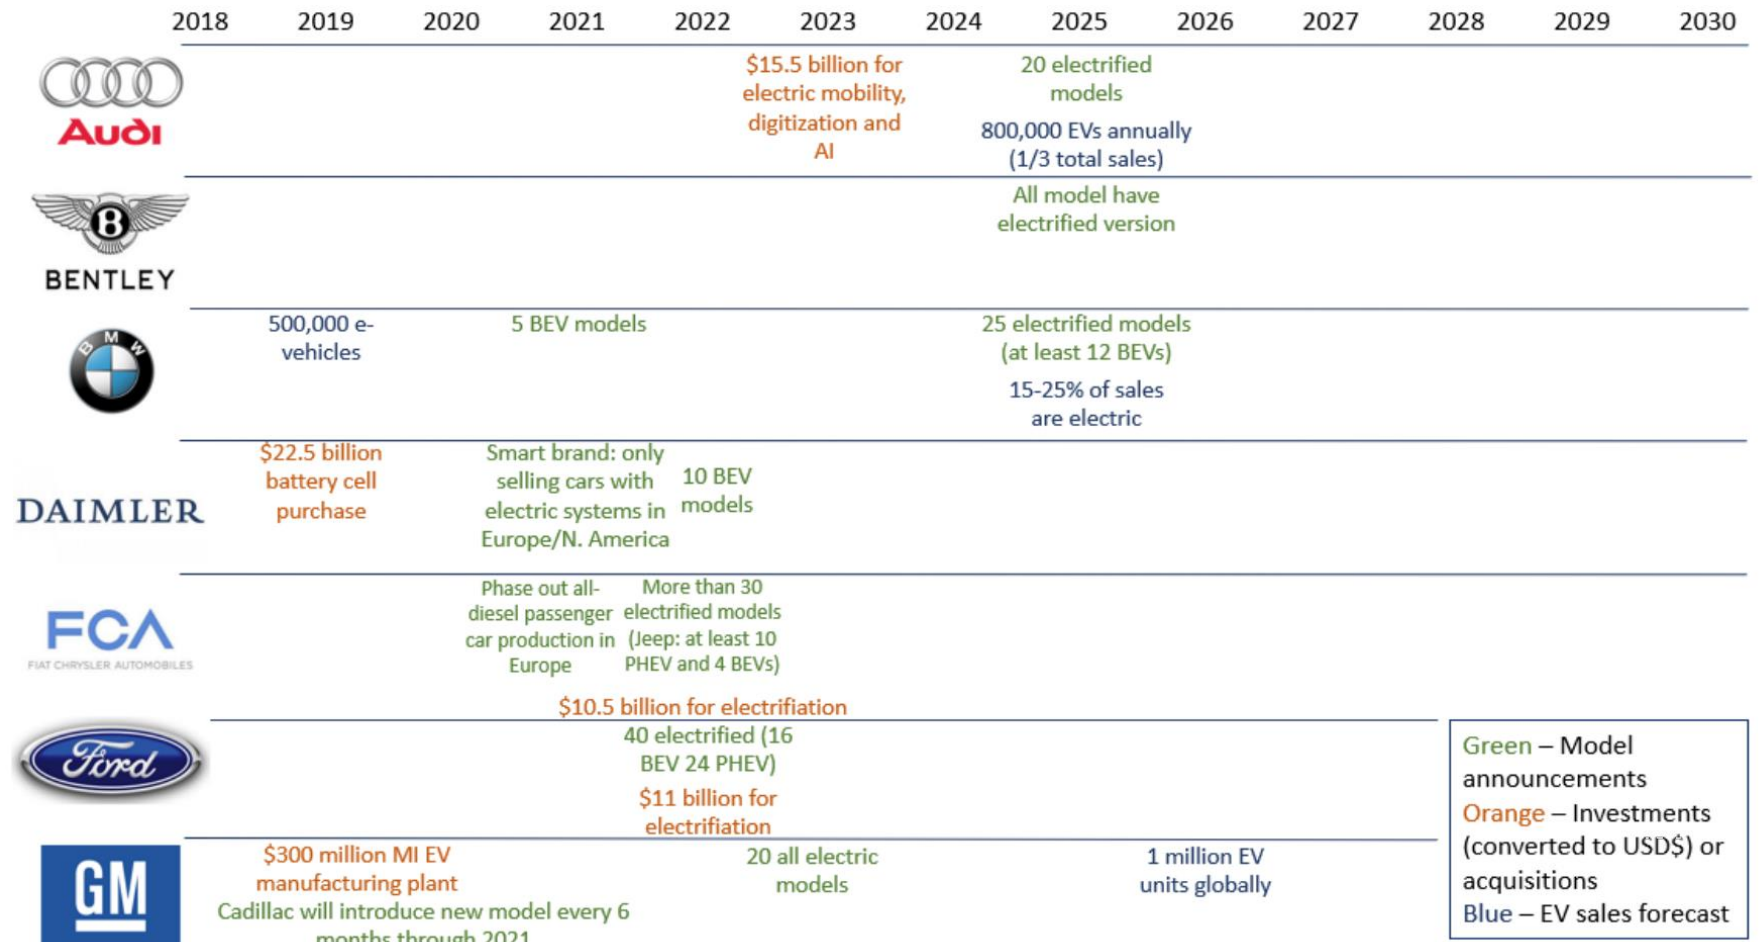 2018 2019 2020 2021 2022 2023 2024 2025 2026 2027 2028 2029 2030
Audi
$15.5 billion for
electric mobility,
digitization and
AI
20 electrified
models
800,000 EVs annually
(1/3 total sales)
B
BENTLEY
All model have
electrified version
BMW
500,000 e-
vehicles
5 BEV models
25 electrified models
(at least 12 BEVs)
15-25% of sales
are electric
DAIMLER
$22.5 billion
battery cell
purchase
Smart brand: only
selling cars with
electric systems in
Europe/N. America
10 BEV
models
FCA
FIAT CHRYSLER AUTOMOBILES
Phase out all-
diesel passenger
car production in
Europe
More than 30
electrified models
(Jeep: at least 10
PHEV and 4 BEVs)
$10.5 billion for electrifiation
Ford
40 electrified (16
BEV 24 PHEV)
$11 billion for
electrifiation
GM
$300 million MI EV
manufacturing plant
Cadillac will introduce new model every 6
months through 2021
20 all electric
models
1 million EV
units globally
Green – Model
announcements
Orange – Investments
(converted to USD$) or
acquisitions
Blue – EV sales forecast